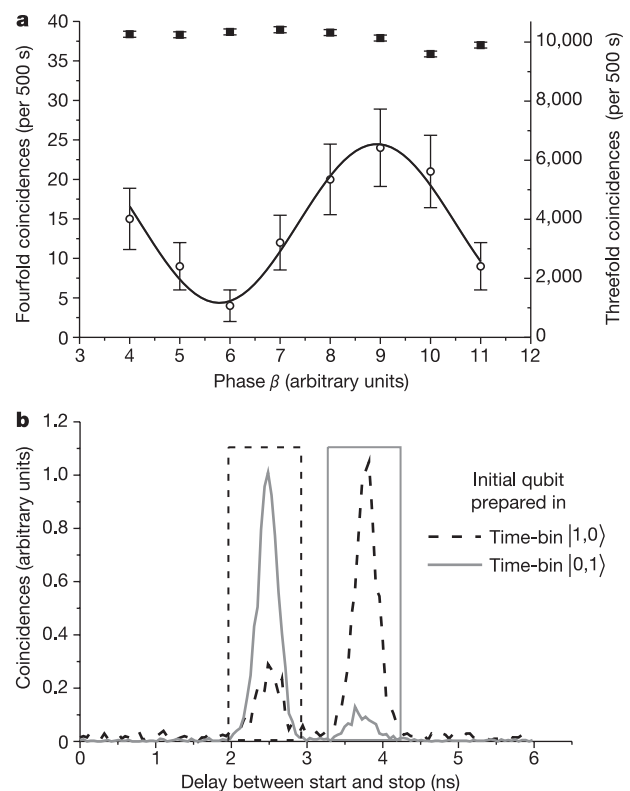 a
40
35
30
25
20
15
10
5
0
Fourfold coincidences (per 500 s)
10,000
8,000
6,000
4,000
2,000
0
Threefold coincidences (per 500 s)
3 4 5 6 7 8 9 10 11 12
Phase β (arbitrary units)
b
1.2
1.0
0.8
0.6
0.4
0.2
0
Coincidences (arbitrary units)
Initial qubit
prepared in
Time-bin |1,0⟩
Time-bin |0,1⟩
0 1 2 3 4 5 6
Delay between start and stop (ns)